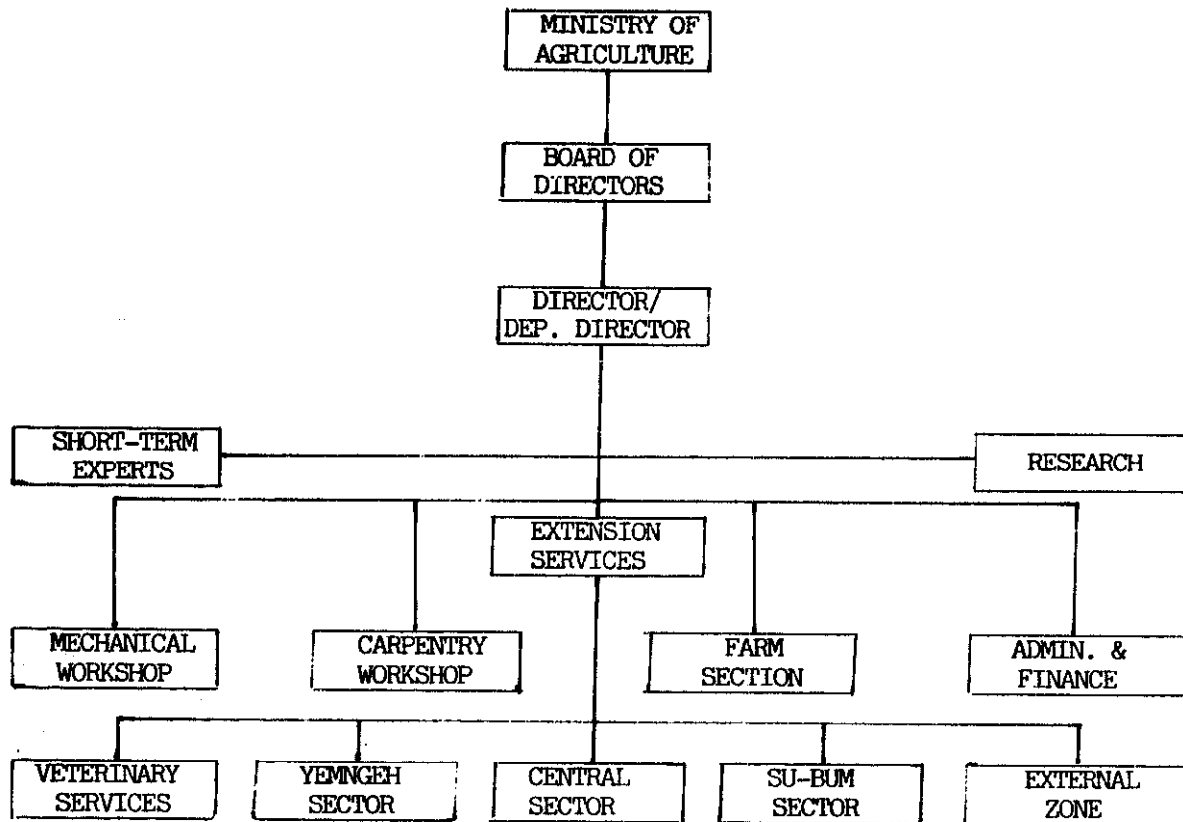 MINISTRY OF
AGRICULTURE
BOARD OF
DIRECTORS
DIRECTOR/
DEP. DIRECTOR
SHORT-TERM
EXPERTS
RESEARCH
EXTENSION
SERVICES
MECHANICAL
WORKSHOP
CARPENTRY
WORKSHOP
FARM
SECTION
ADMIN. &
FINANCE
VETERINARY
SERVICES
YEMNGEH
SECTOR
CENTRAL
SECTOR
SU-BUM
SECTOR
EXTERNAL
ZONE